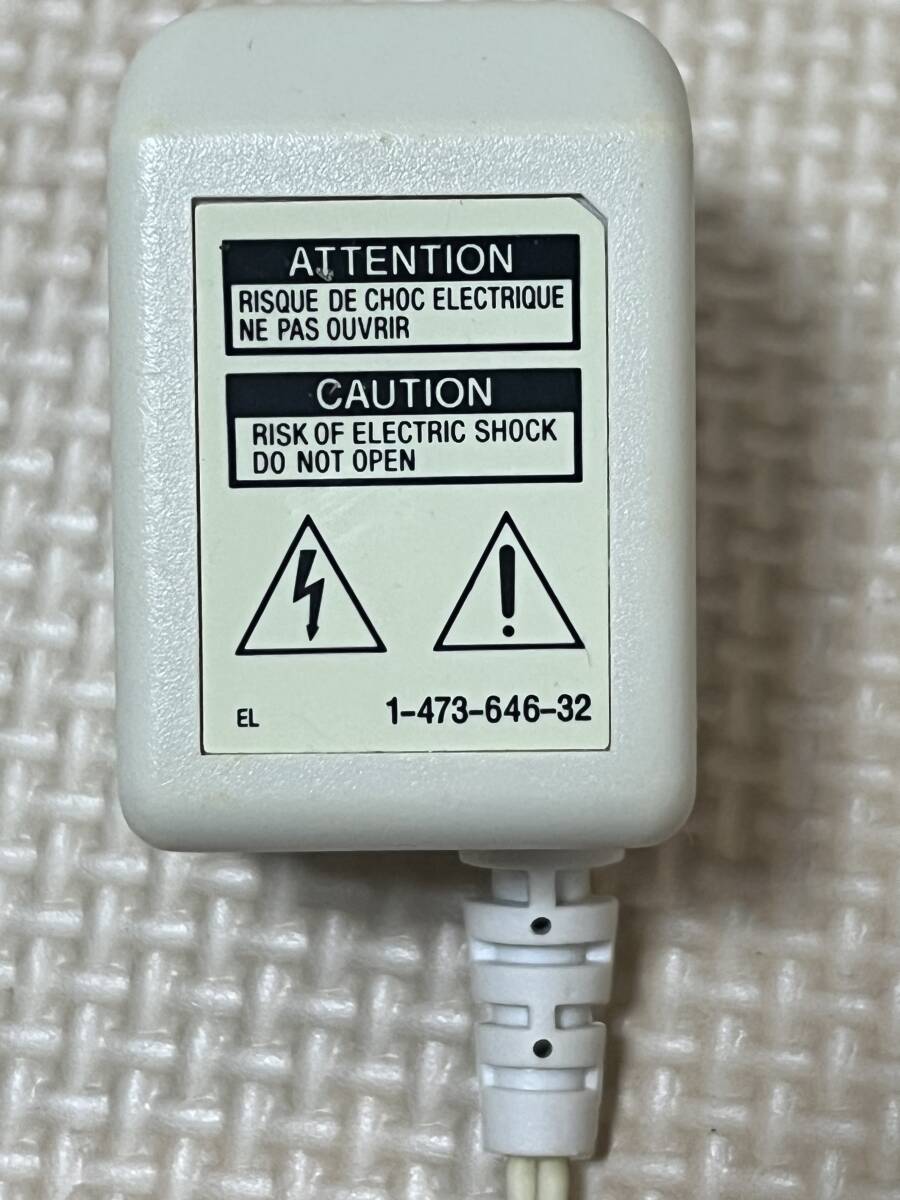 ATTENTION
RISQUE DE CHOC ELECTRIQUE
NE PAS OUVRIR
CAUTION
RISK OF ELECTRIC SHOCK
DO NOT OPEN
EL 1-473-646-32